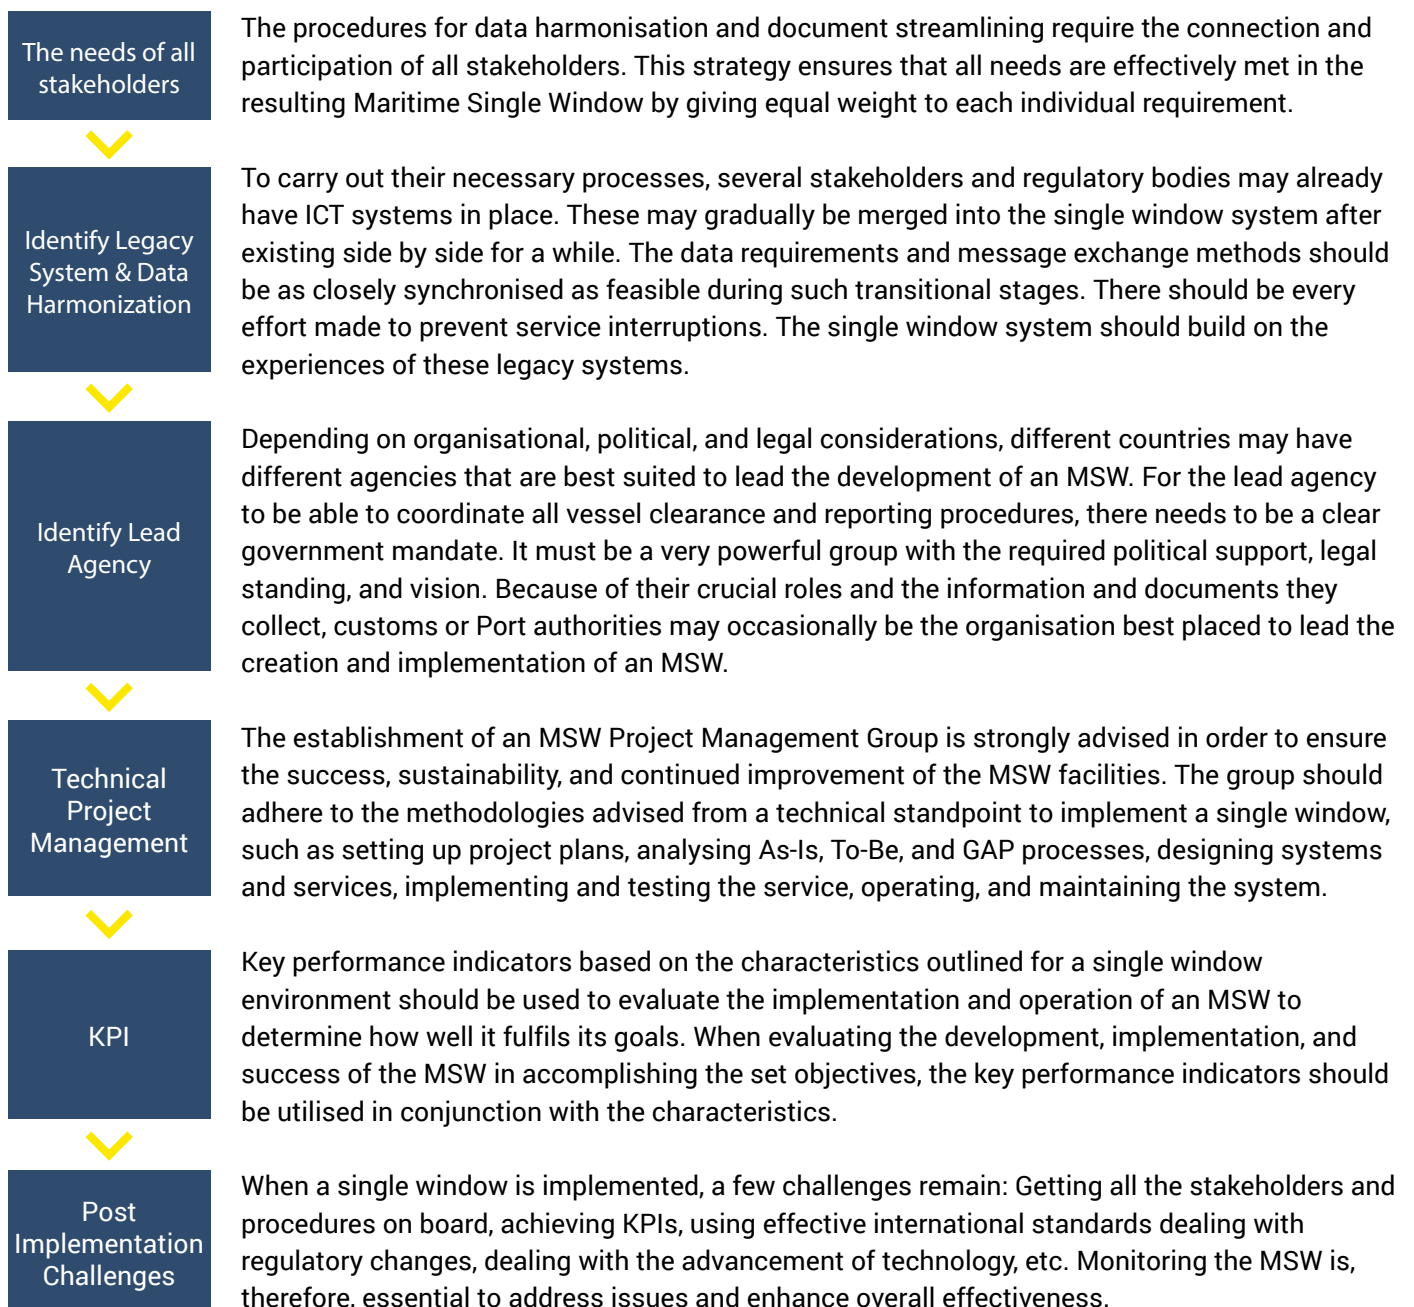 The needs of all
stakeholders
The procedures for data harmonisation and document streamlining require the connection and
participation of all stakeholders. This strategy ensures that all needs are effectively met in the
resulting Maritime Single Window by giving equal weight to each individual requirement.
Identify Legacy
System & Data
Harmonization
To carry out their necessary processes, several stakeholders and regulatory bodies may already
have ICT systems in place. These may gradually be merged into the single window system after
existing side by side for a while. The data requirements and message exchange methods should
be as closely synchronised as feasible during such transitional stages. There should be every
effort made to prevent service interruptions. The single window system should build on the
experiences of these legacy systems.
Identify Lead
Agency
Depending on organisational, political, and legal considerations, different countries may have
different agencies that are best suited to lead the development of an MSW. For the lead agency
to be able to coordinate all vessel clearance and reporting procedures, there needs to be a clear
government mandate. It must be a very powerful group with the required political support, legal
standing, and vision. Because of their crucial roles and the information and documents they
collect, customs or Port authorities may occasionally be the organisation best placed to lead the
creation and implementation of an MSW.
Technical
Project
Management
The establishment of an MSW Project Management Group is strongly advised in order to ensure
the success, sustainability, and continued improvement of the MSW facilities. The group should
adhere to the methodologies advised from a technical standpoint to implement a single window,
such as setting up project plans, analysing As-Is, To-Be, and GAP processes, designing systems
and services, implementing and testing the service, operating, and maintaining the system.
KPI
Key performance indicators based on the characteristics outlined for a single window
environment should be used to evaluate the implementation and operation of an MSW to
determine how well it fulfils its goals. When evaluating the development, implementation, and
success of the MSW in accomplishing the set objectives, the key performance indicators should
be utilised in conjunction with the characteristics.
Post
Implementation
Challenges
When a single window is implemented, a few challenges remain: Getting all the stakeholders and
procedures on board, achieving KPIs, using effective international standards dealing with
regulatory changes, dealing with the advancement of technology, etc. Monitoring the MSW is,
therefore, essential to address issues and enhance overall effectiveness.